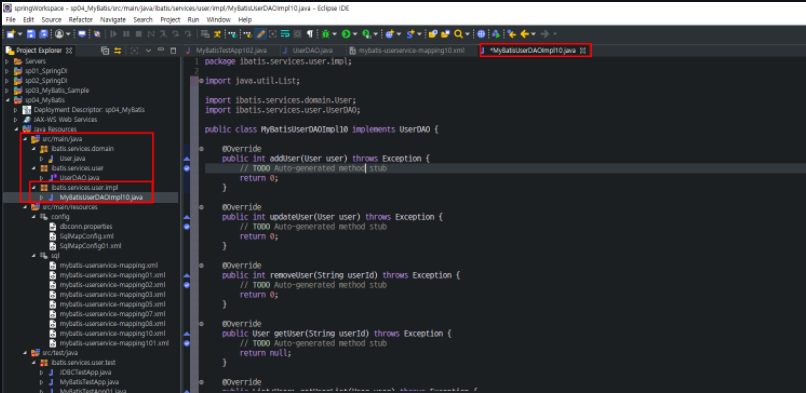 springWorkspace - sp04_MyBatis/src/main/java/ibatis/services/user/impl/MyBatisUserDAOImpl10.java - Eclipse IDE
File Edit Source Refactor Navigate Search Project Run Window Help
Project Explorer
Servers
sp01_SpringDI
sp02_SpringDI
sp03_MyBatis_Sample
sp04_MyBatis
Deployment Descriptor: sp04_MyBatis
JAX-WS Web Services
Java Resources
src/main/java
ibatis.services.domain
User.java
ibatis.services.user
UserDAO.java
ibatis.services.user.impl
MyBatisUserDAOImpl10.java
src/main/resources
config
dbconn.properties
SqlMapConfig.xml
SqlMapConfig01.xml
sql
mybatis-userservice-mapping.xml
mybatis-userservice-mapping01.xml
mybatis-userservice-mapping02.xml
mybatis-userservice-mapping03.xml
mybatis-userservice-mapping05.xml
mybatis-userservice-mapping07.xml
mybatis-userservice-mapping08.xml
mybatis-userservice-mapping10.xml
mybatis-userservice-mapping101.xml
src/test/java
ibatis.services.user.test
JDBCTestApp.java
MyBatisTestApp.java
MyBatisTestApp01.java
MyBatisTestApp102.java UserDAO.java mybatis-userservice-mapping10.xml *MyBatisUserDAOImpl10.java
1 package ibatis.services.user.impl;
import java.util.List;
import ibatis.services.domain.User;
import ibatis.services.user.UserDAO;
public class MyBatisUserDAOImpl10 implements UserDAO {
@Override
public int addUser(User user) throws Exception {
// TODO Auto-generated method stub
return 0;
}
@Override
public int updateUser(User user) throws Exception {
// TODO Auto-generated method stub
return 0;
}
@Override
public int removeUser(String userId) throws Exception {
// TODO Auto-generated method stub
return 0;
}
@Override
public User getUser(String userId) throws Exception {
// TODO Auto-generated method stub
return null;
}
@Override
public List<User> getUserList(User user) throws Exception {